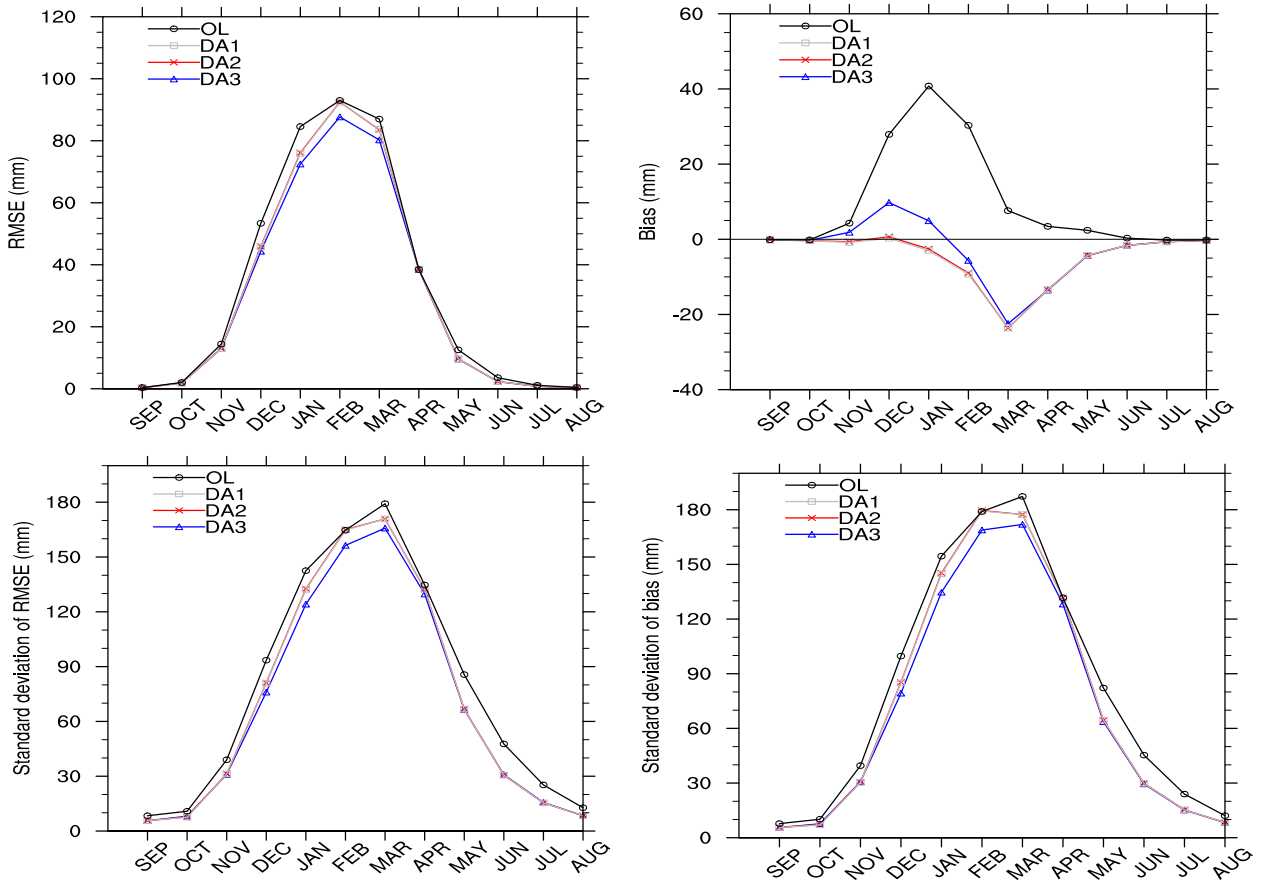 120
100
80
60
40
20
0
RMSE (mm)
OL
DA1
DA2
DA3
SEP OCT NOV DEC JAN FEB MAR APR MAY JUN JUL AUG
60
40
20
0
-20
-40
Bias (mm)
OL
DA1
DA2
DA3
SEP OCT NOV DEC JAN FEB MAR APR MAY JUN JUL AUG
180
150
120
90
60
30
0
Standard deviation of RMSE (mm)
OL
DA1
DA2
DA3
SEP OCT NOV DEC JAN FEB MAR APR MAY JUN JUL AUG
180
150
120
90
60
30
0
Standard deviation of bias (mm)
OL
DA1
DA2
DA3
SEP OCT NOV DEC JAN FEB MAR APR MAY JUN JUL AUG